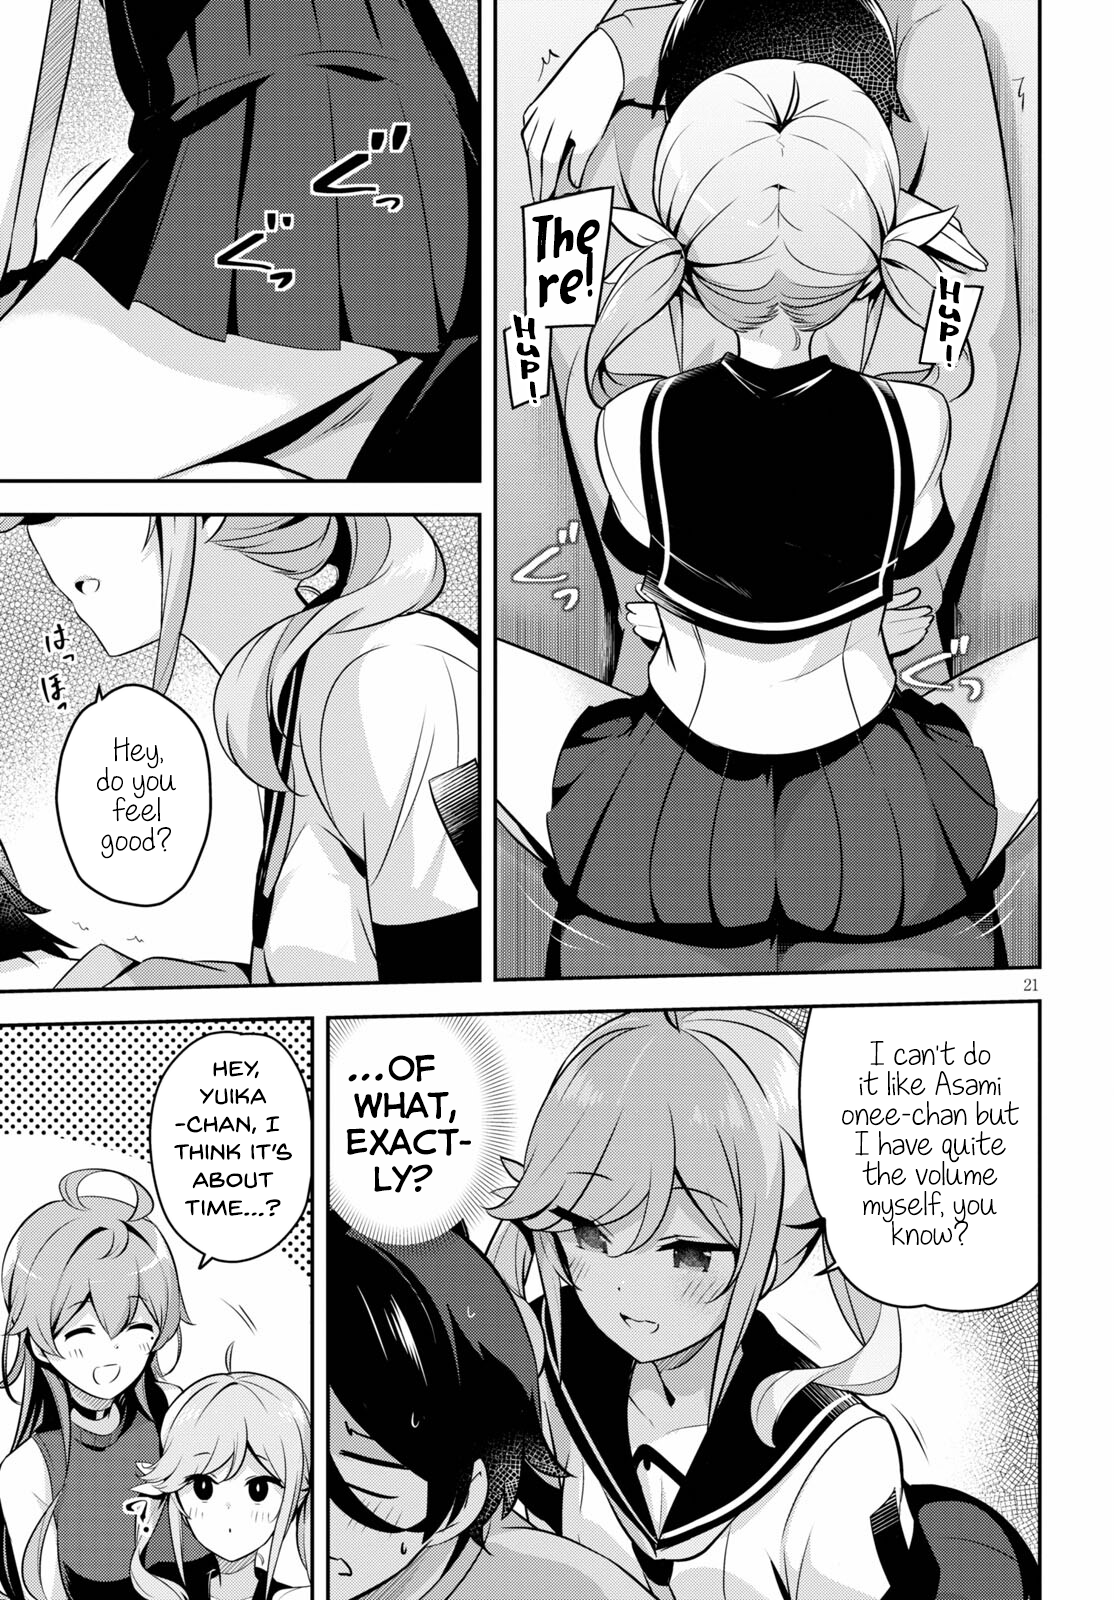 The
re!
Hup!
Hup!
ぐっ
ぐっ
ぐっ
ぐっ
はっ
ほっ
Hey,
do you
feel
good?
21
I can't do
it like Asami
onee-chan but
I have quite
the volume
myself, you
know?
...OF
WHAT,
EXACT-
LY?
HEY,
YUIKA
-CHAN, I
THINK IT'S
ABOUT
TIME...?
?